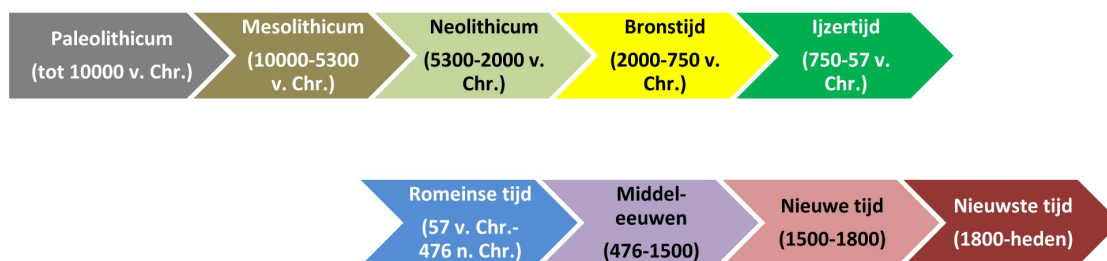 Paleolithicum
(tot 10000 v. Chr.)
Mesolithicum
(10000-5300
v. Chr.)
Neolithicum
(5300-2000 v.
Chr.)
Bronstijd
(2000-750 v.
Chr.)
Ijzertijd
(750-57 v.
Chr.)
Romeinse tijd
(57 v. Chr.-
476 n. Chr.)
Middel-
eeuwen
(476-1500)
Nieuwe tijd
(1500-1800)
Nieuwste tijd
(1800-heden)